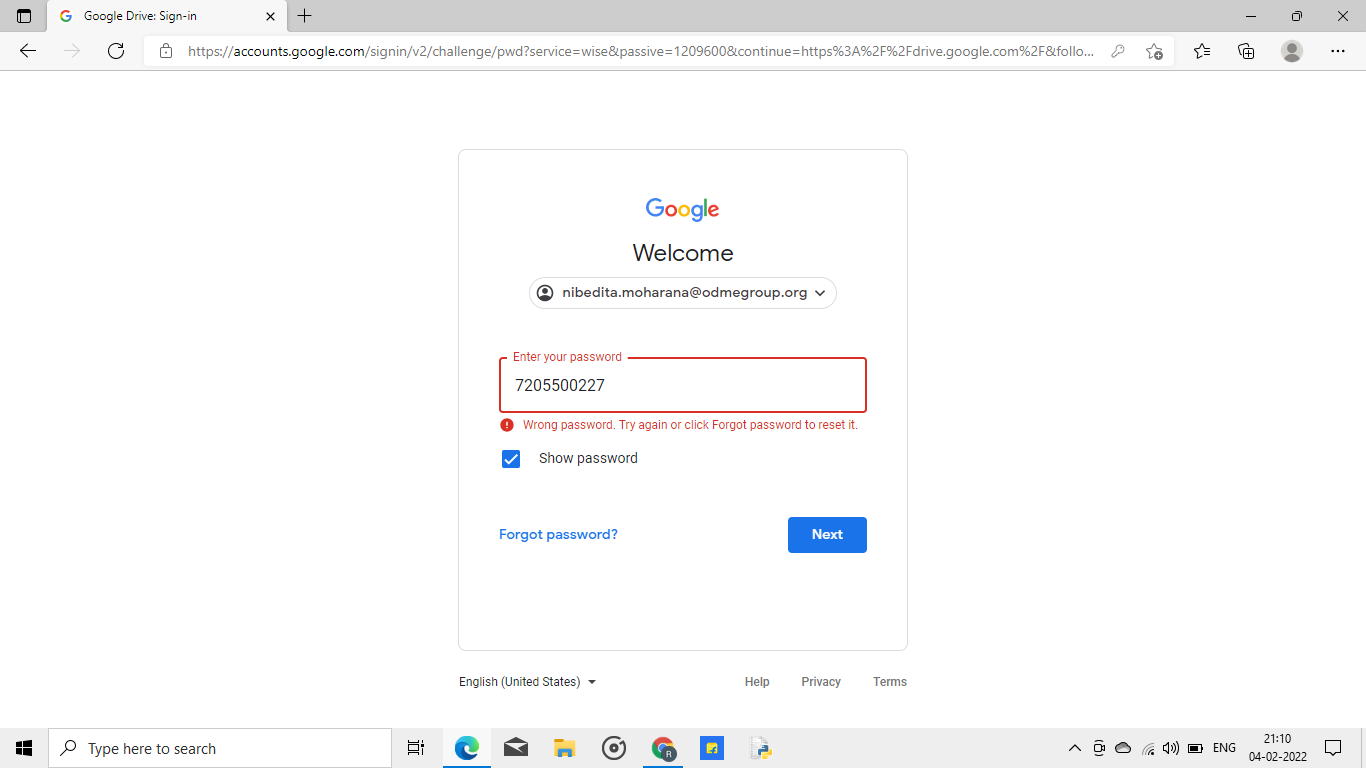 Google Drive: Sign-in
https://accounts.google.com/signin/v2/challenge/pwd?service=wise&passive=1209600&continue=https%3A%2F%2Fdrive.google.com%2F&follo...
Google
Welcome
nibedita.moharana@odmegroup.org
Enter your password
7205500227
Wrong password. Try again or click Forgot password to reset it.
Show password
Forgot password?
Next
English (United States)
Help
Privacy
Terms
Type here to search
R
ENG
21:10
04-02-2022